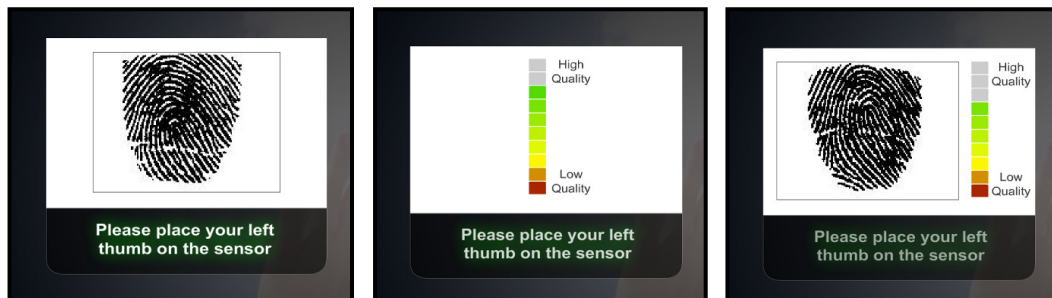 Please place your left
thumb on the sensor
High
Quality
Low
Quality
Please place your left
thumb on the sensor
High
Quality
Low
Quality
Please place your left
thumb on the sensor